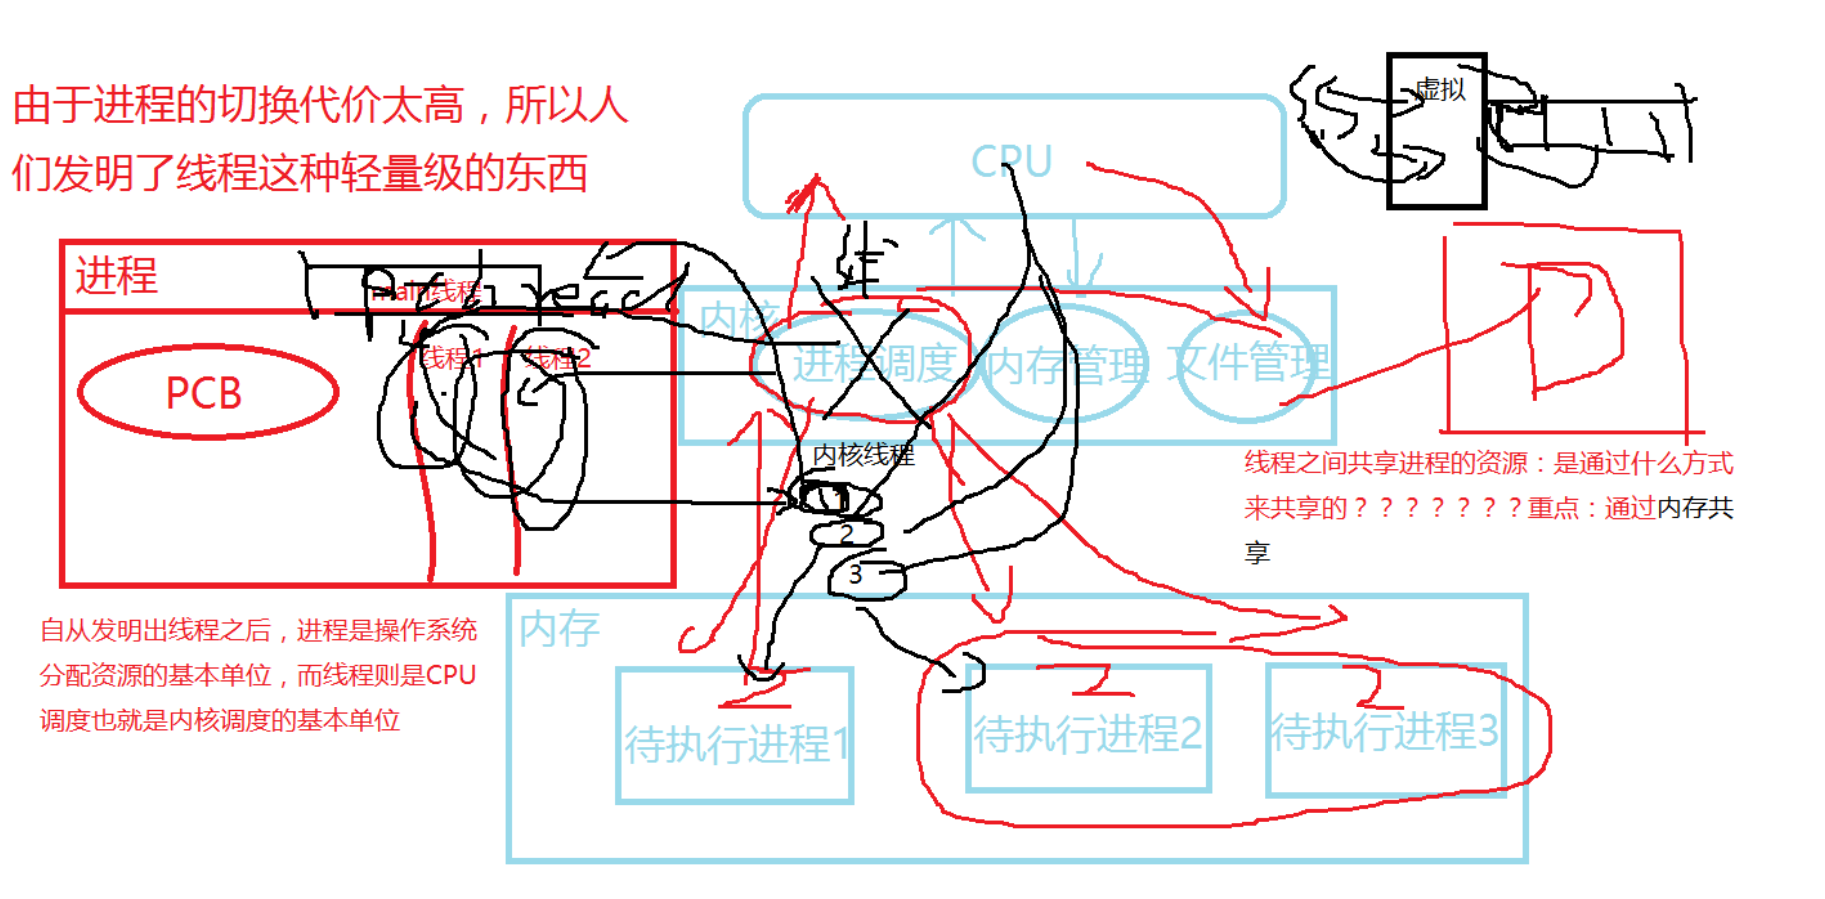 由于进程的切换代价太高，所以人
们发明了线程这种轻量级的东西
CPU
虚拟
进程
main线程
线程1
线程2
PCB
内核
进程调度
内存管理
文件管理
内核线程
1
2
3
线程之间共享进程的资源：是通过什么方式
来共享的？？？？？？？重点：通过内存共
享
自从发明出线程之后，进程是操作系统
分配资源的基本单位，而线程则是CPU
调度也就是内核调度的基本单位
内存
待执行进程1
待执行进程2
待执行进程3